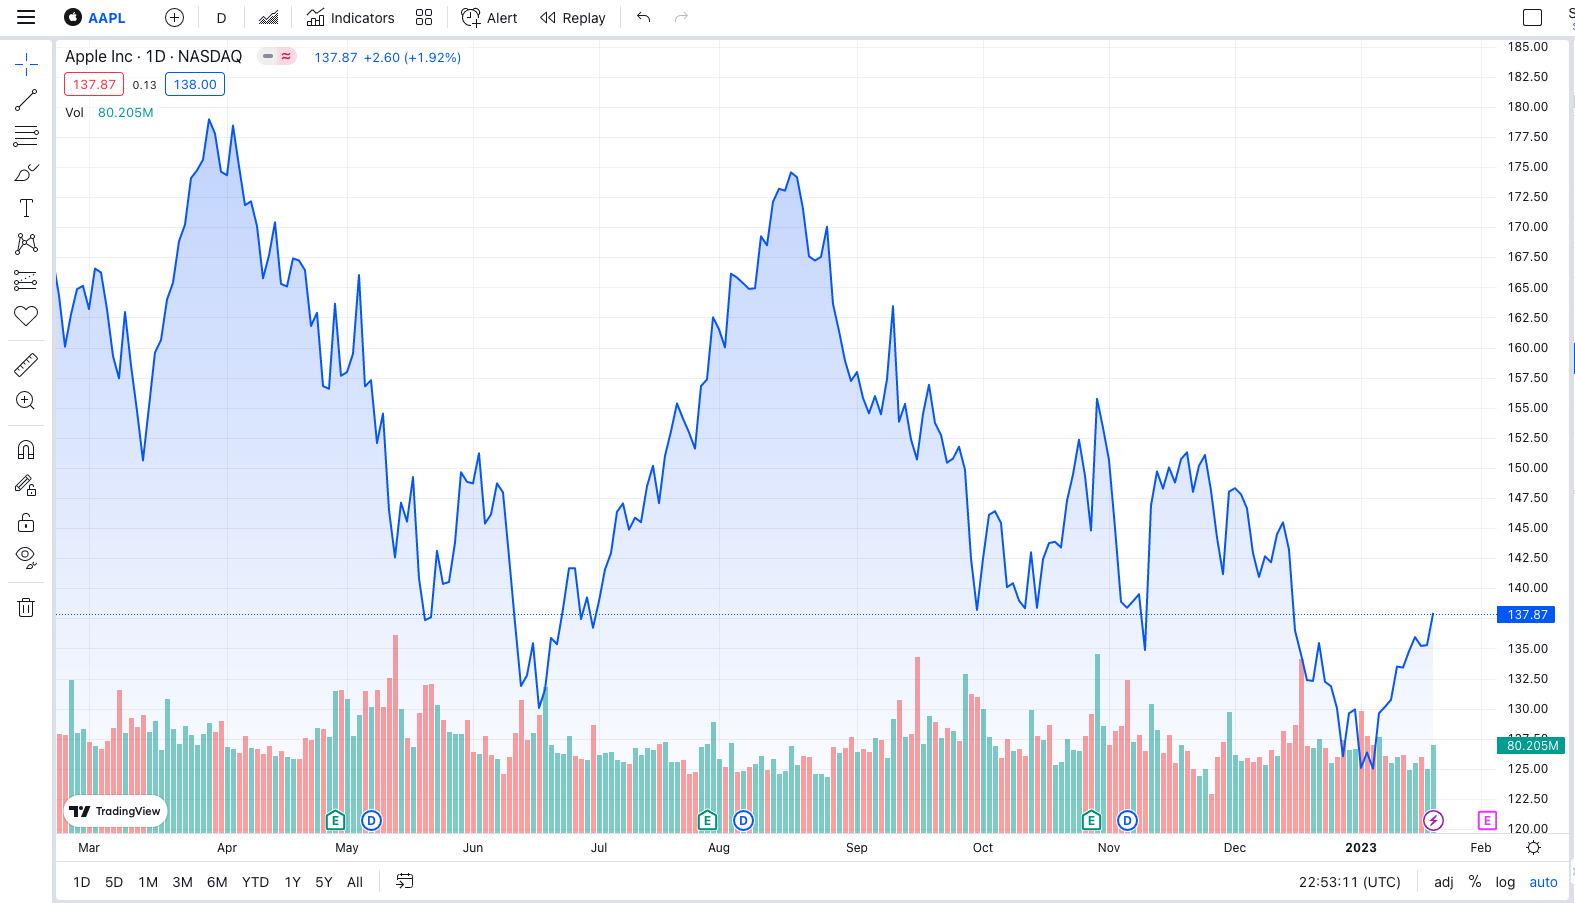 AAPL D Indicators Alert Replay
Apple Inc · 1D · NASDAQ 137.87 +2.60 (+1.92%)
137.87 0.13 138.00
Vol 80.205M
185.00
182.50
180.00
177.50
175.00
172.50
170.00
167.50
165.00
162.50
160.00
157.50
155.00
152.50
150.00
147.50
145.00
142.50
140.00
137.87
135.00
132.50
130.00
80.205M
125.00
122.50
120.00
TradingView
E D E D E D E
Mar Apr May Jun Jul Aug Sep Oct Nov Dec 2023 Feb
1D 5D 1M 3M 6M YTD 1Y 5Y All 22:53:11 (UTC) adj % log auto